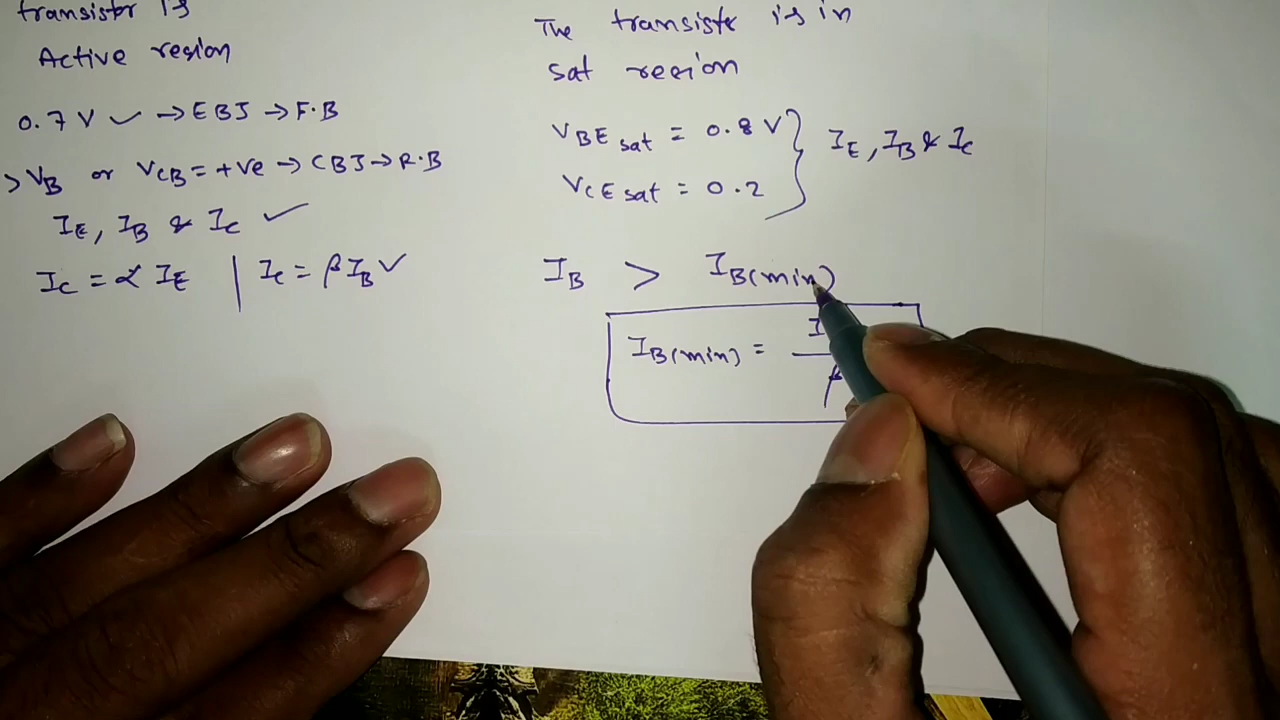 transistor is
Active region
0.7 V ✓ → EBJ → F.B
> VB or VCB = +ve → CBJ → R.B
IE, IB & IC ✓
IC = α IE | IC = β IB ✓
The transistr is in
Sat region
VBE sat = 0.8 V } IE, IB & IC
VCE sat = 0.2
IB > IB(min)
IB(min) = I